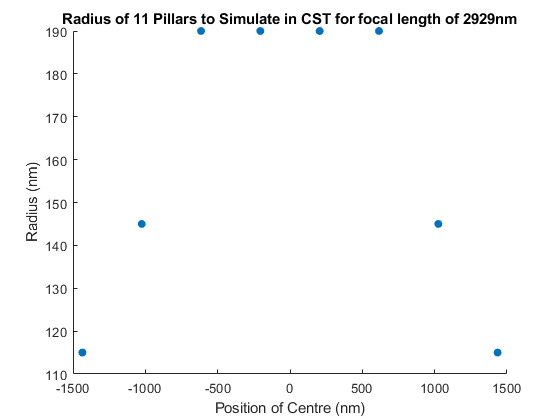 Radius of 11 Pillars to Simulate in CST for focal length of 2929nm
190
180
170
160
150
140
130
120
110
Radius (nm)
-1500 -1000 -500 0 500 1000 1500
Position of Centre (nm)